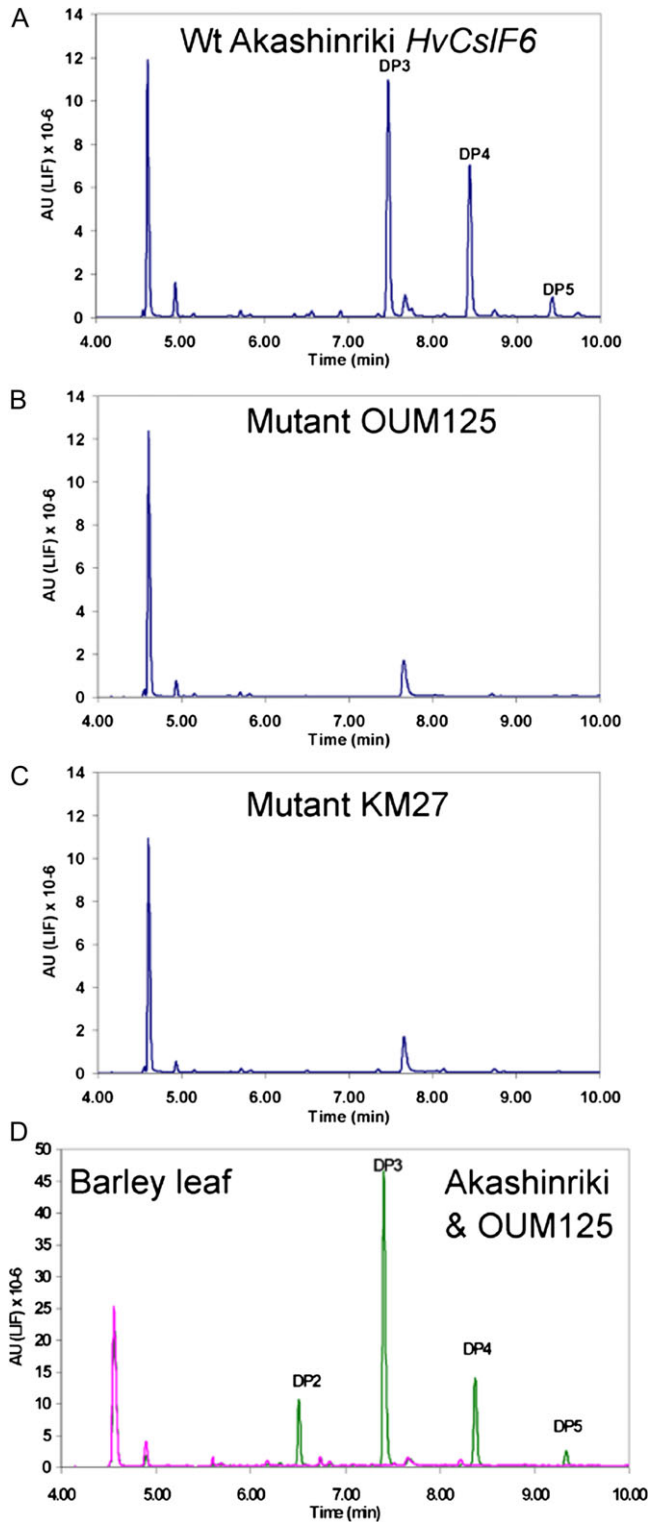 A
Wt Akashinriki HvCslF6
14
12
10
8
6
4
2
0
AU (LIF) x 10-6
DP3
DP4
DP5
4.00 5.00 6.00 7.00 8.00 9.00 10.00
Time (min)
B
Mutant OUM125
14
12
10
8
6
4
2
0
AU (LIF) x 10-6
4.00 5.00 6.00 7.00 8.00 9.00 10.00
Time (min)
C
Mutant KM27
14
12
10
8
6
4
2
0
AU (LIF) x 10-6
4.00 5.00 6.00 7.00 8.00 9.00 10.00
Time (min)
D
Barley leaf
Akashinriki
& OUM125
50
45
40
35
30
25
20
15
10
5
0
AU (LIF) x10-6
DP2
DP3
DP4
DP5
4.00 5.00 6.00 7.00 8.00 9.00 10.00
Time (min)